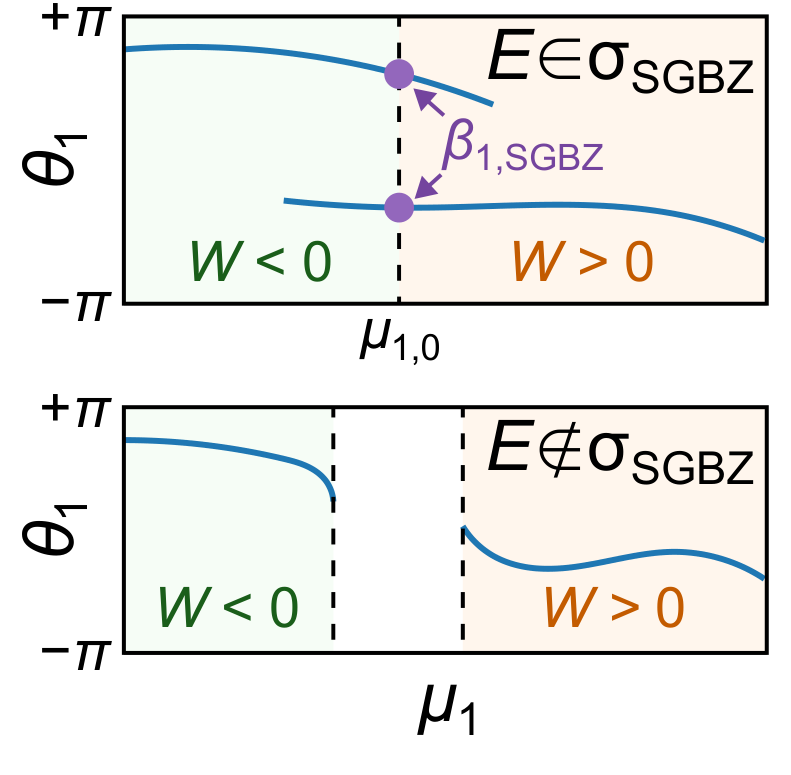 +π
E∈σSGBZ
θ1
β1,SGBZ
W < 0
W > 0
−π
μ1,0
+π
E∉σSGBZ
θ1
W < 0
W > 0
−π
μ1